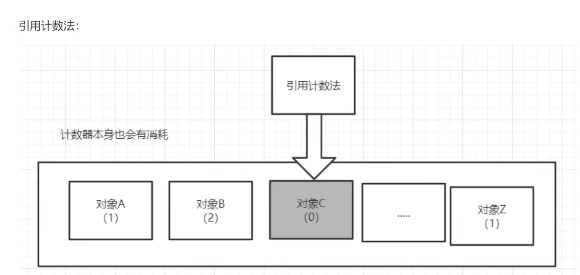 引用计数法：
引用计数法
计数器本身也会有消耗
对象A
（1）
对象B
（2）
对象C
（0）
.....
对象Z
（1）